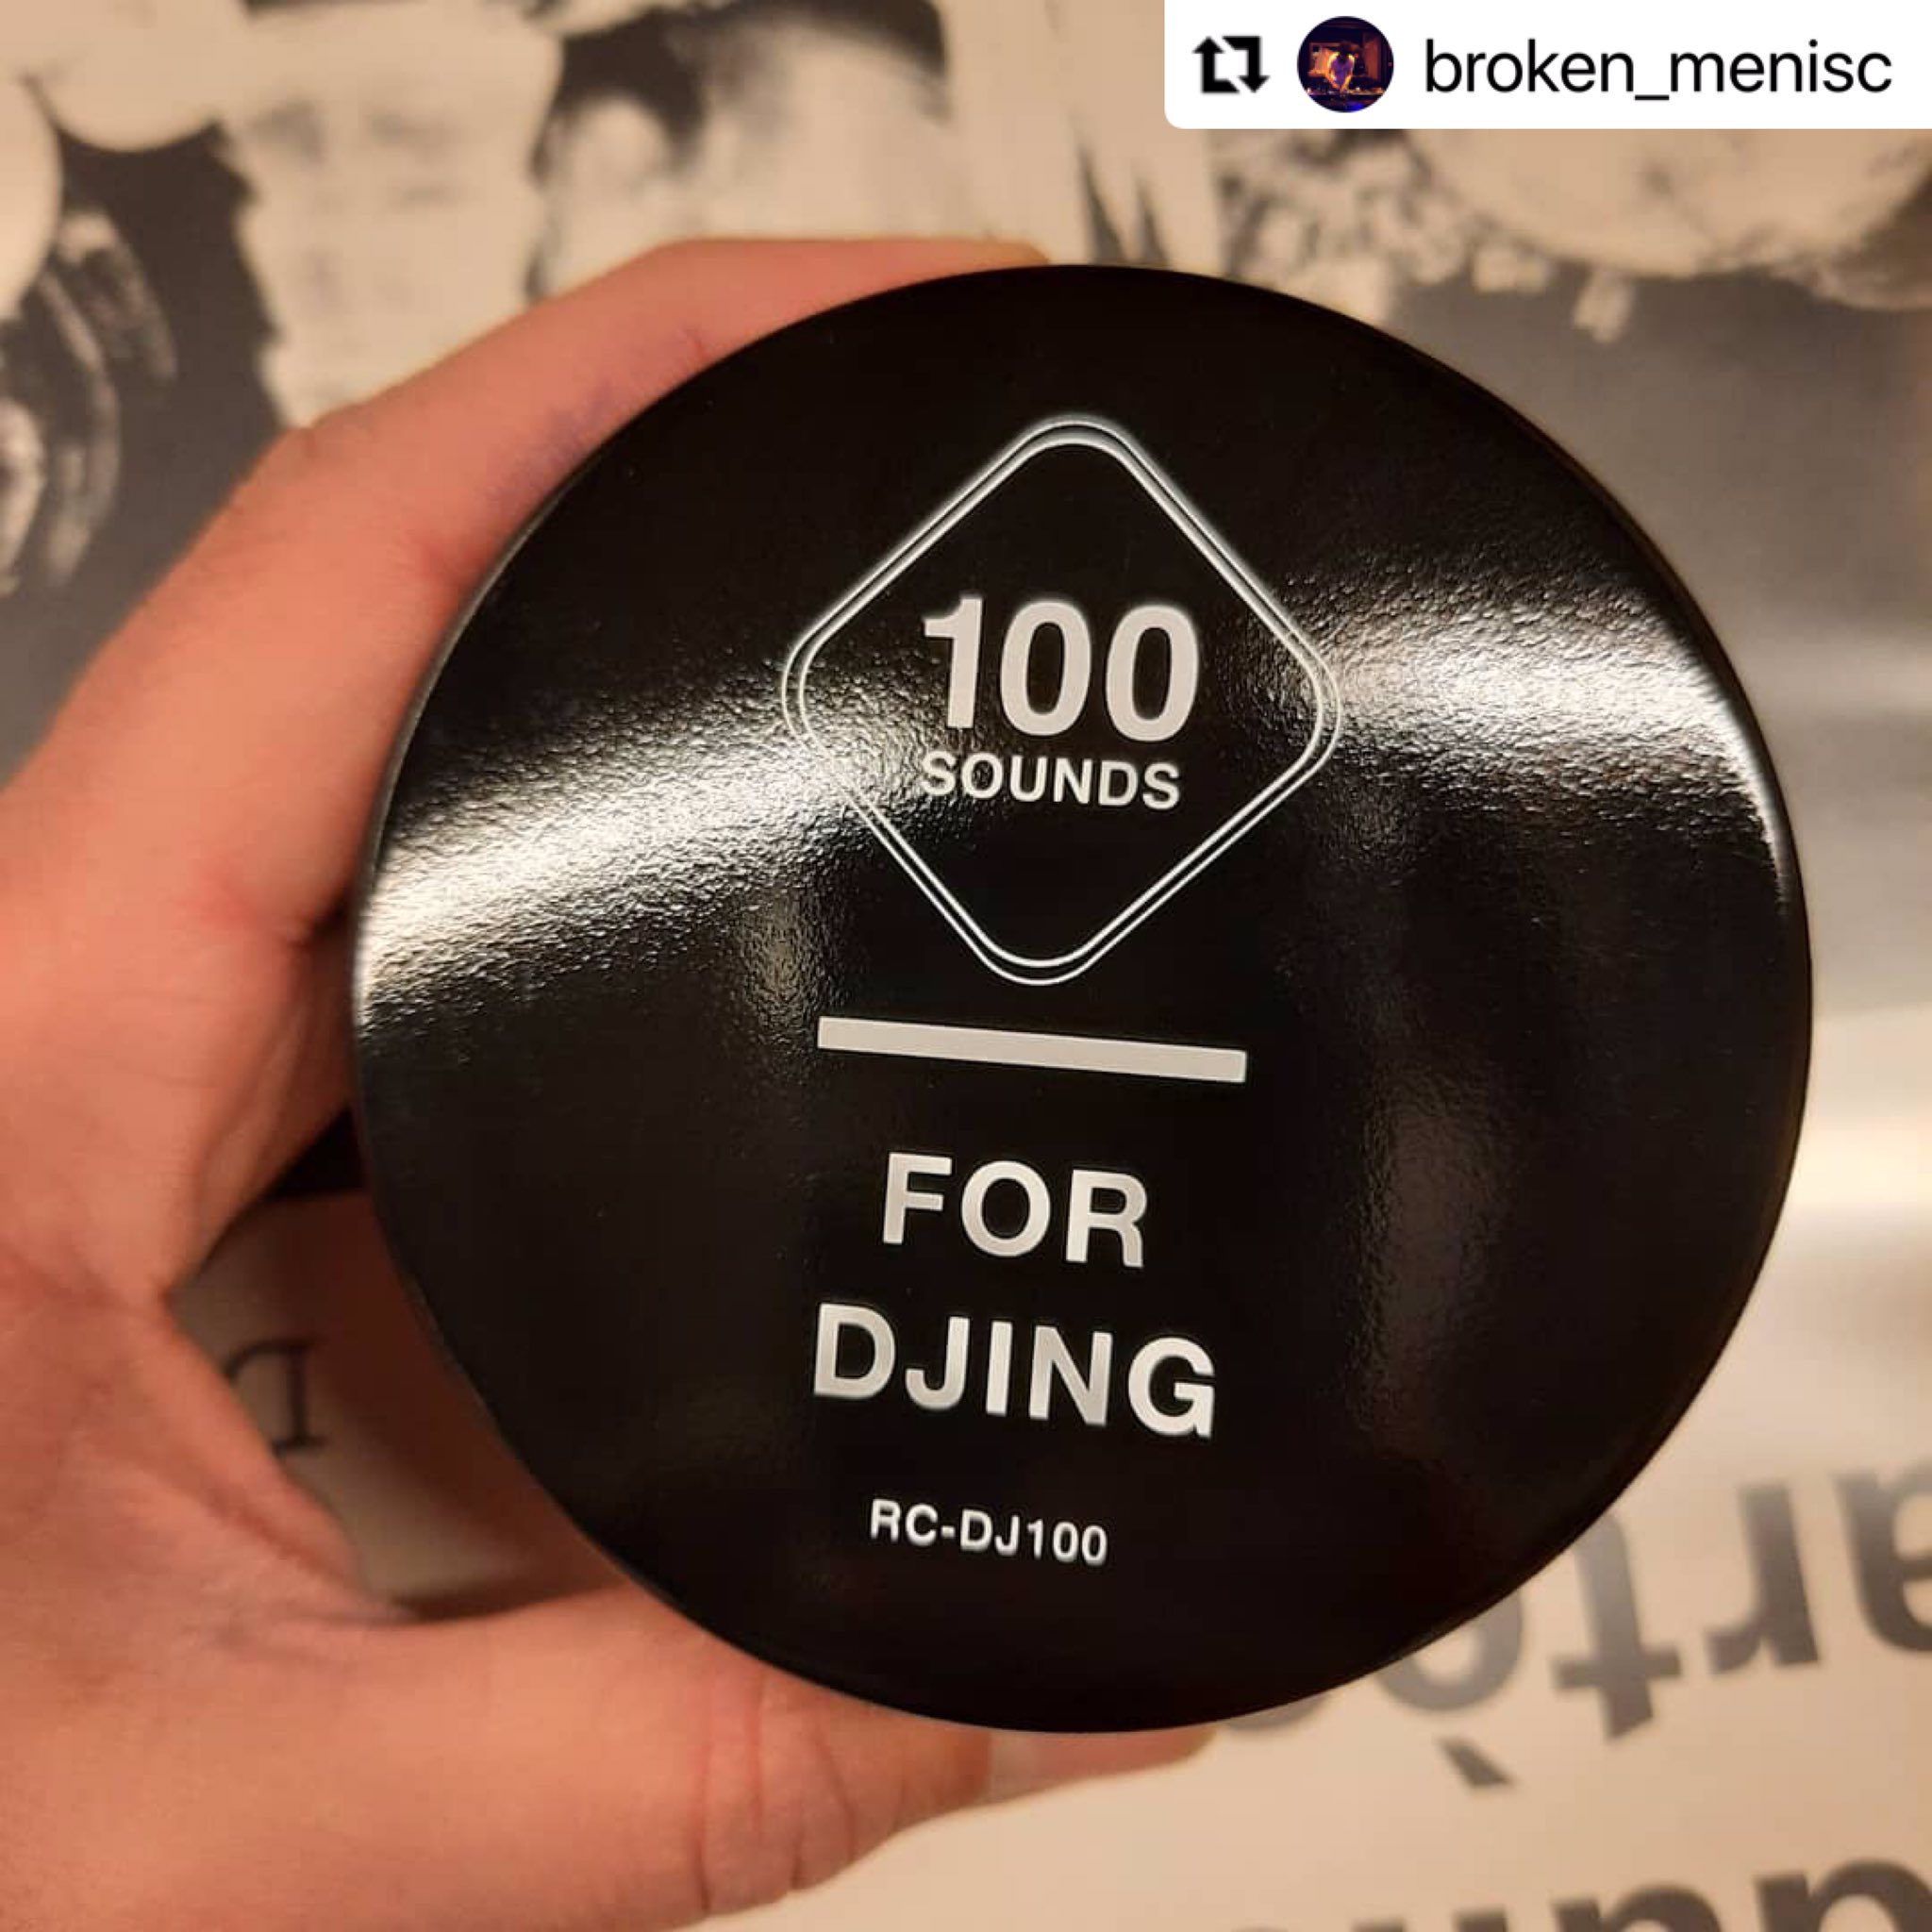 broken_menisc
100
SOUNDS
FOR
DJING
RC-DJ100